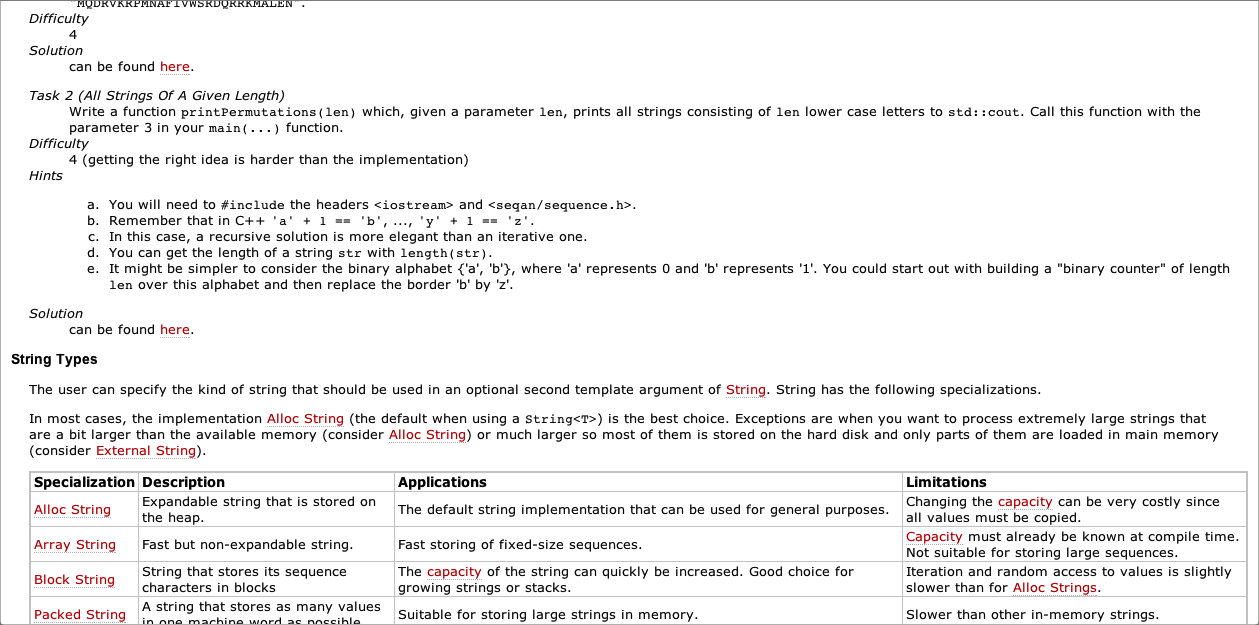 "MQDRVKRPMNAFIVWSRDQRRKMALEN".
Difficulty
4
Solution
can be found here.
Task 2 (All Strings Of A Given Length)
Write a function printPermutations(len) which, given a parameter len, prints all strings consisting of len lower case letters to std::cout. Call this function with the
parameter 3 in your main(...) function.
Difficulty
4 (getting the right idea is harder than the implementation)
Hints
a. You will need to #include the headers <iostream> and <seqan/sequence.h>.
b. Remember that in C++ 'a' + 1 == 'b', ..., 'y' + 1 == 'z'.
c. In this case, a recursive solution is more elegant than an iterative one.
d. You can get the length of a string str with length(str).
e. It might be simpler to consider the binary alphabet {'a', 'b'}, where 'a' represents 0 and 'b' represents '1'. You could start out with building a "binary counter" of length
len over this alphabet and then replace the border 'b' by 'z'.
Solution
can be found here.
String Types
The user can specify the kind of string that should be used in an optional second template argument of String. String has the following specializations.
In most cases, the implementation Alloc String (the default when using a String<T>) is the best choice. Exceptions are when you want to process extremely large strings that
are a bit larger than the available memory (consider Alloc String) or much larger so most of them is stored on the hard disk and only parts of them are loaded in main memory
(consider External String).
Specialization Description Applications Limitations
Alloc String
Expandable string that is stored on
the heap.
The default string implementation that can be used for general purposes.
Changing the capacity can be very costly since
all values must be copied.
Array String
Fast but non-expandable string.
Fast storing of fixed-size sequences.
Capacity must already be known at compile time.
Not suitable for storing large sequences.
Block String
String that stores its sequence
characters in blocks
The capacity of the string can quickly be increased. Good choice for
growing strings or stacks.
Iteration and random access to values is slightly
slower than for Alloc Strings.
Packed String
A string that stores as many values
in one machine word as possible
Suitable for storing large strings in memory.
Slower than other in-memory strings.